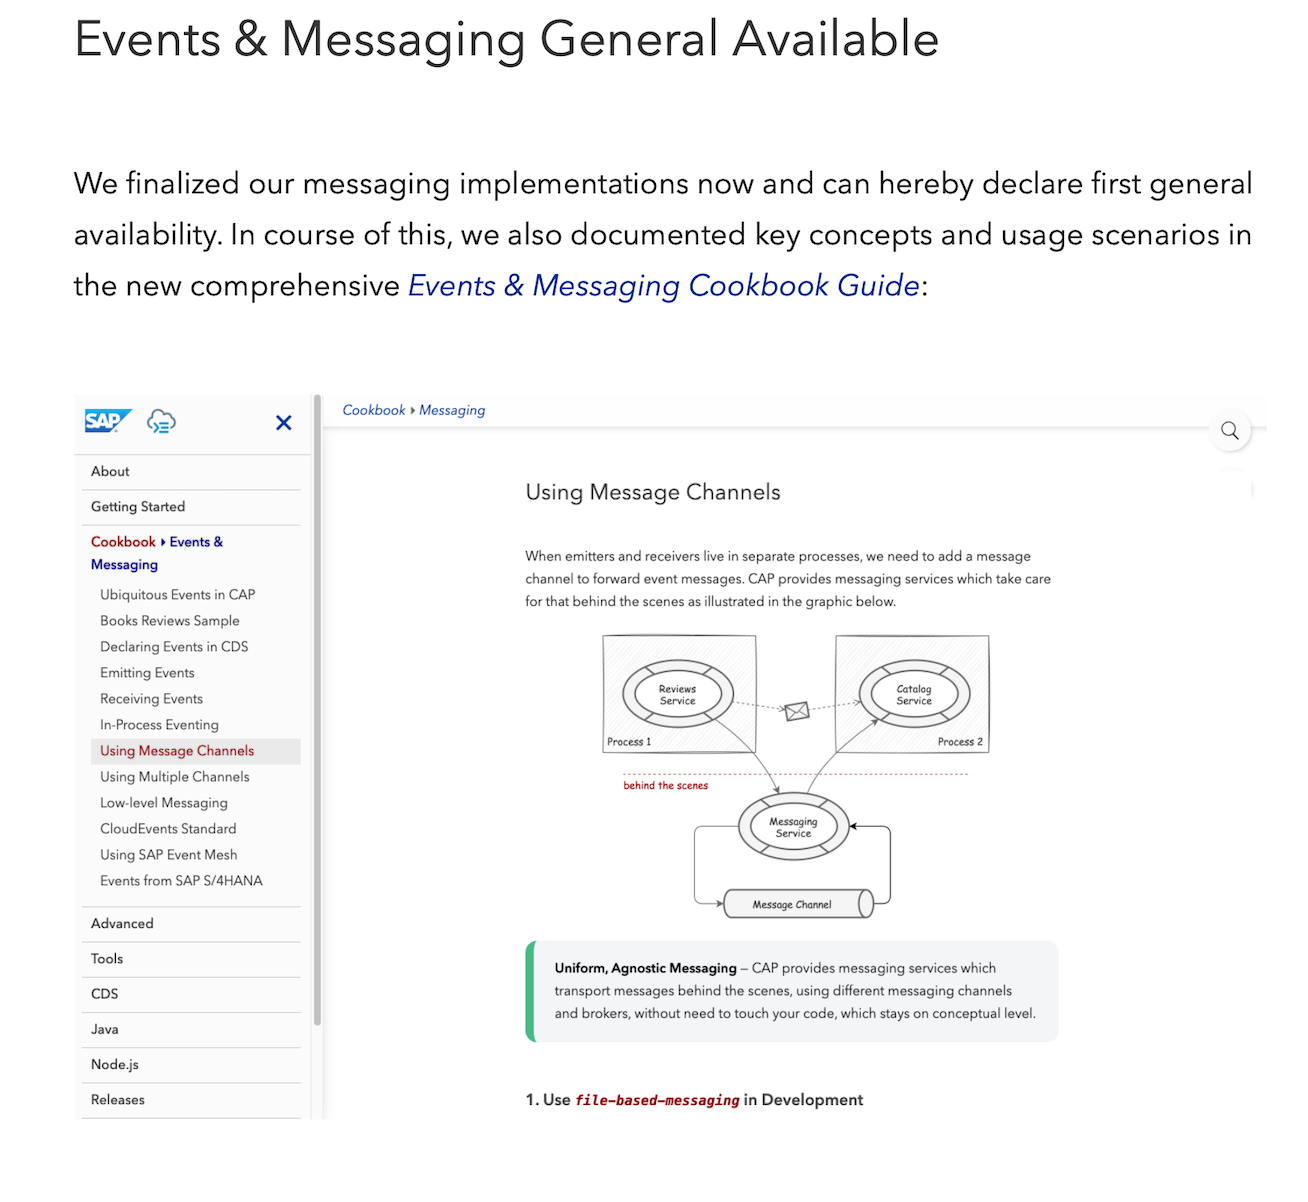 Events & Messaging General Available
We finalized our messaging implementations now and can hereby declare first general
availability. In course of this, we also documented key concepts and usage scenarios in
the new comprehensive Events & Messaging Cookbook Guide:
SAP
About
Getting Started
Cookbook ▸ Events &
Messaging
Ubiquitous Events in CAP
Books Reviews Sample
Declaring Events in CDS
Emitting Events
Receiving Events
In-Process Eventing
Using Message Channels
Using Multiple Channels
Low-level Messaging
CloudEvents Standard
Using SAP Event Mesh
Events from SAP S/4HANA
Advanced
Tools
CDS
Java
Node.js
Releases
Cookbook ▸ Messaging
Using Message Channels
When emitters and receivers live in separate processes, we need to add a message
channel to forward event messages. CAP provides messaging services which take care
for that behind the scenes as illustrated in the graphic below.
Reviews
Service
Process 1
Catalog
Service
Process 2
behind the scenes
Messaging
Service
Message Channel
Uniform, Agnostic Messaging – CAP provides messaging services which
transport messages behind the scenes, using different messaging channels
and brokers, without need to touch your code, which stays on conceptual level.
1. Use file-based-messaging in Development